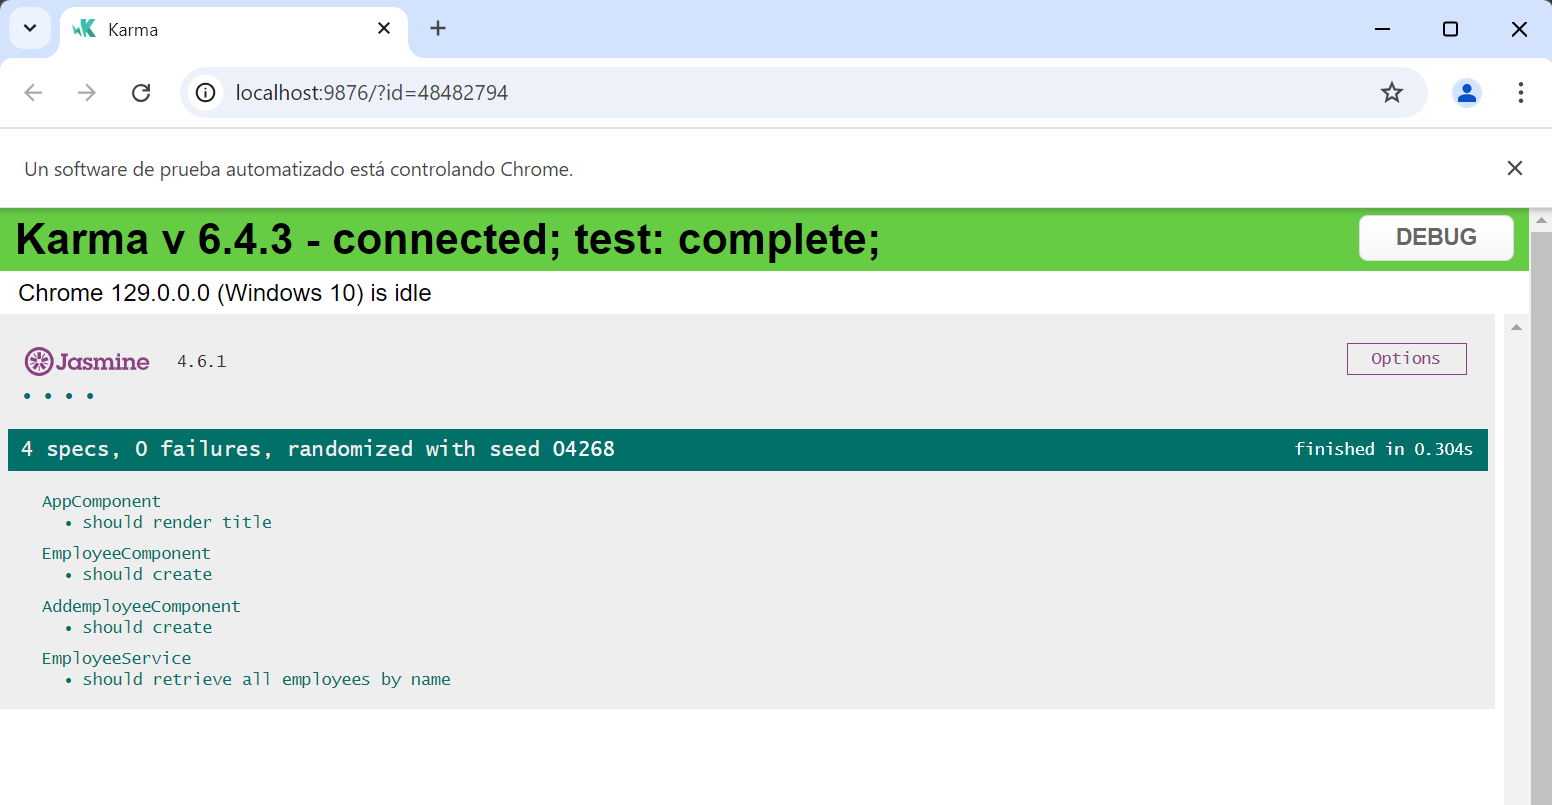 Karma
localhost:9876/?id=48482794
Un software de prueba automatizado está controlando Chrome.
Karma v 6.4.3 - connected; test: complete;
DEBUG
Chrome 129.0.0.0 (Windows 10) is idle
Jasmine 4.6.1
Options
4 specs, 0 failures, randomized with seed 04268
finished in 0.304s
AppComponent
• should render title
EmployeeComponent
• should create
AddemployeeComponent
• should create
EmployeeService
• should retrieve all employees by name